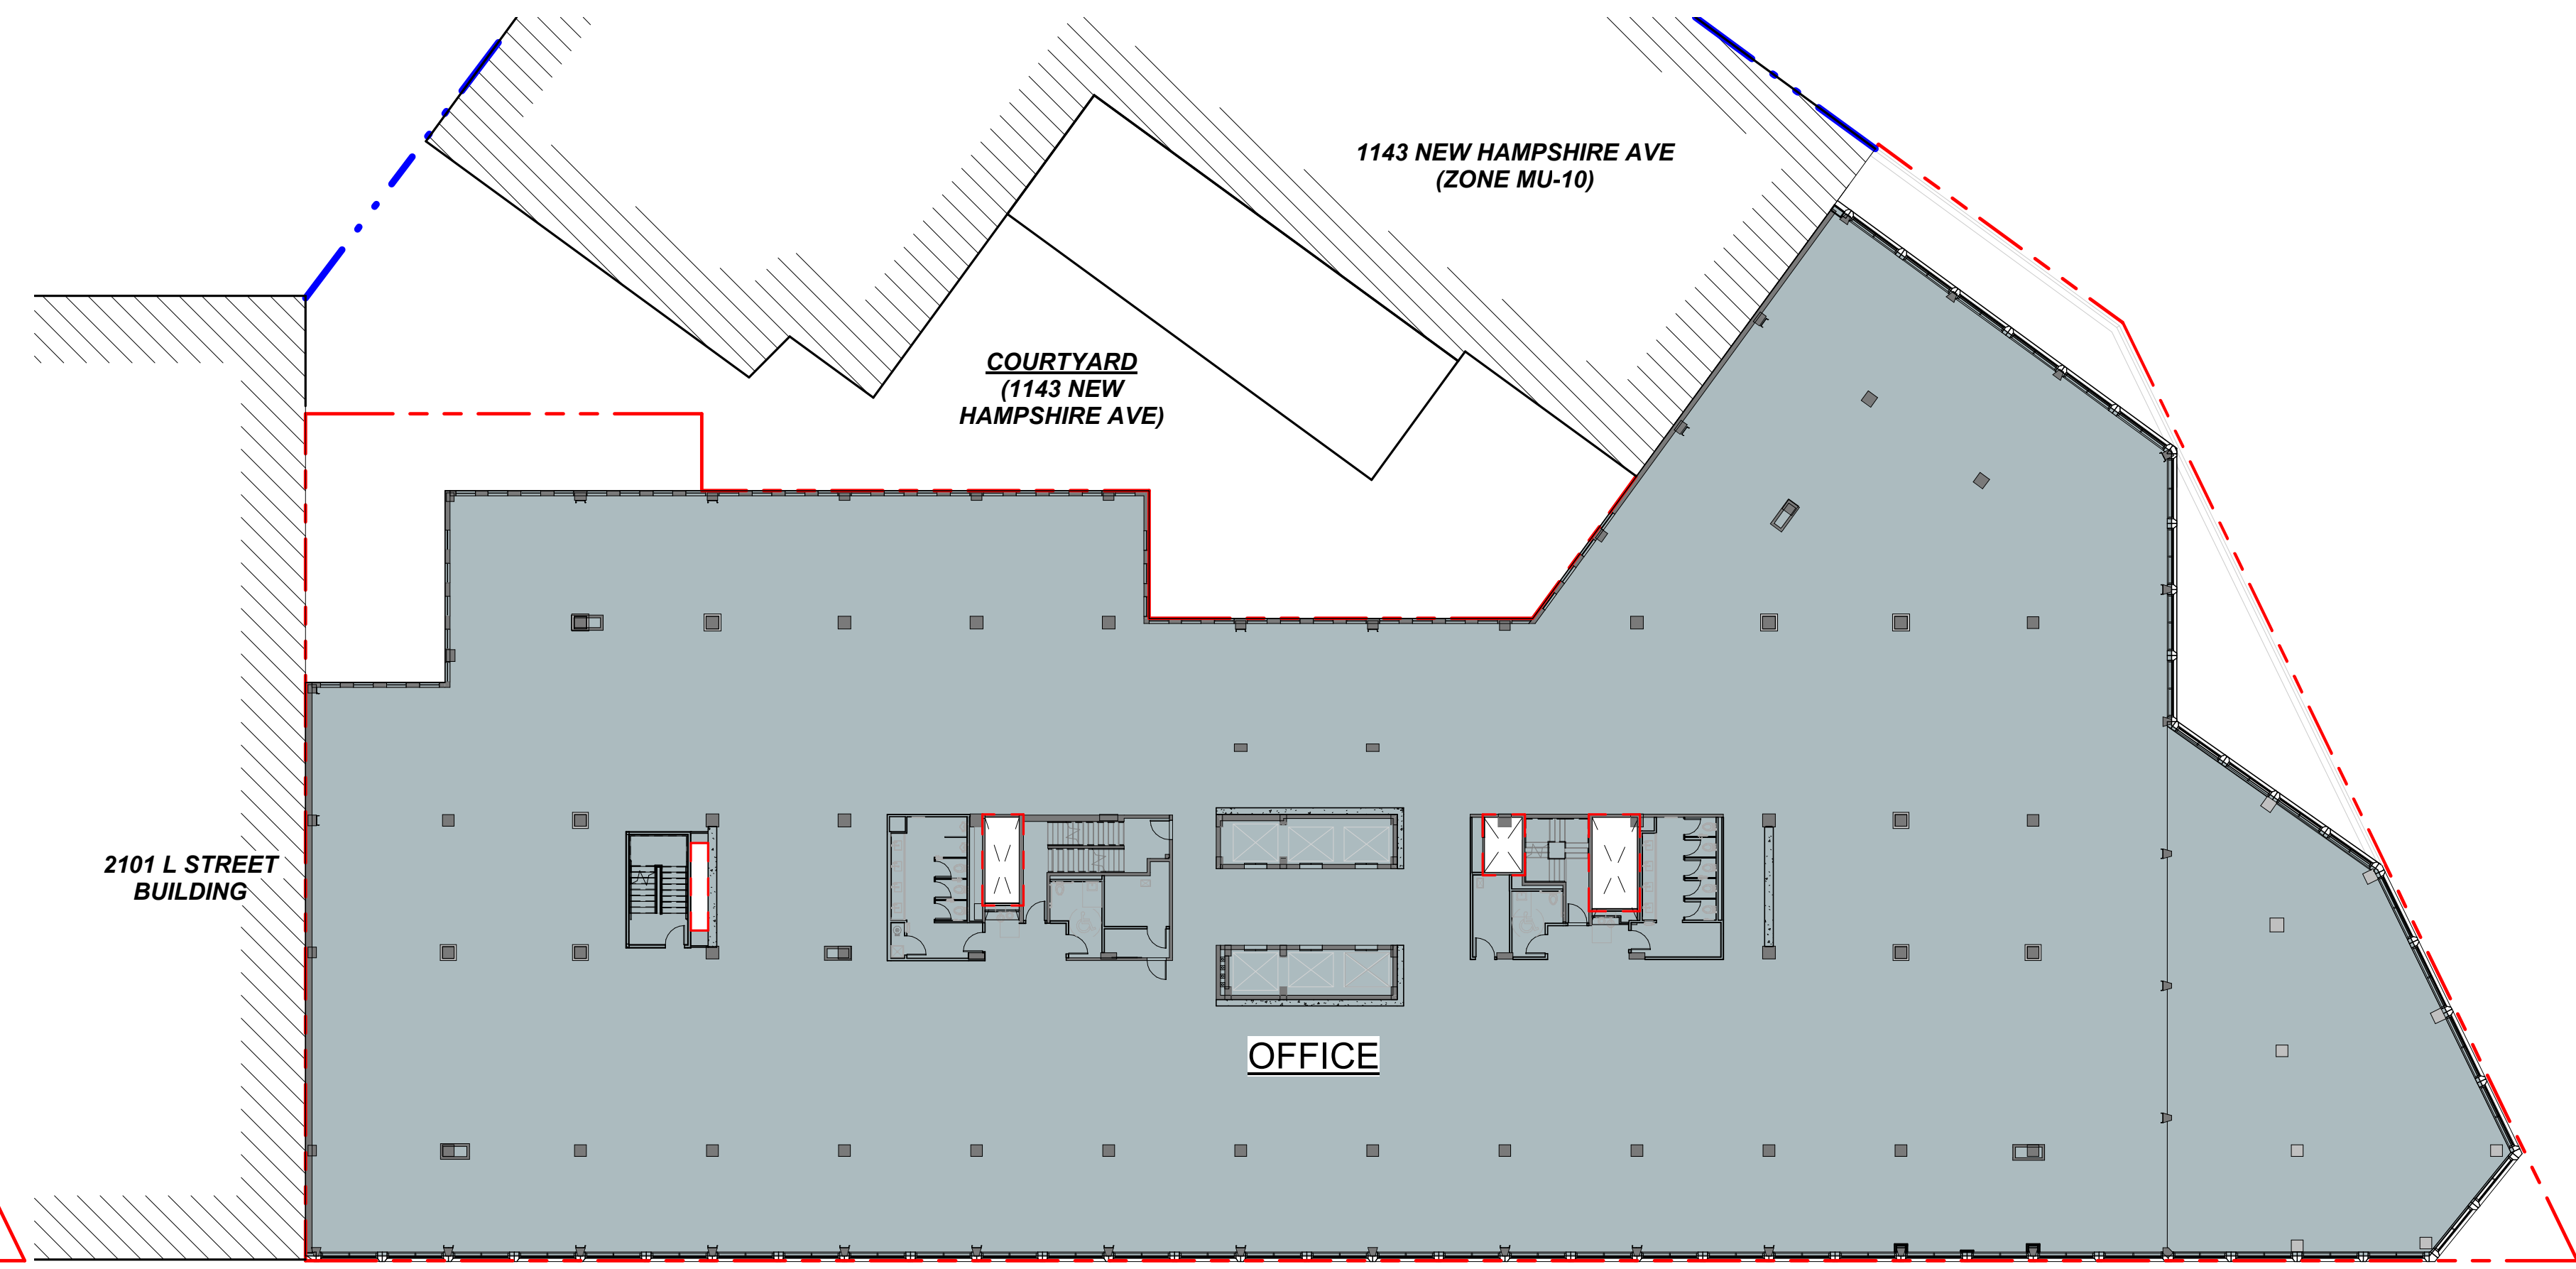 1143 NEW HAMPSHIRE AVE
(ZONE MU-10)
COURTYARD
(1143 NEW
HAMPSHIRE AVE)
2101 L STREET
BUILDING
OFFICE